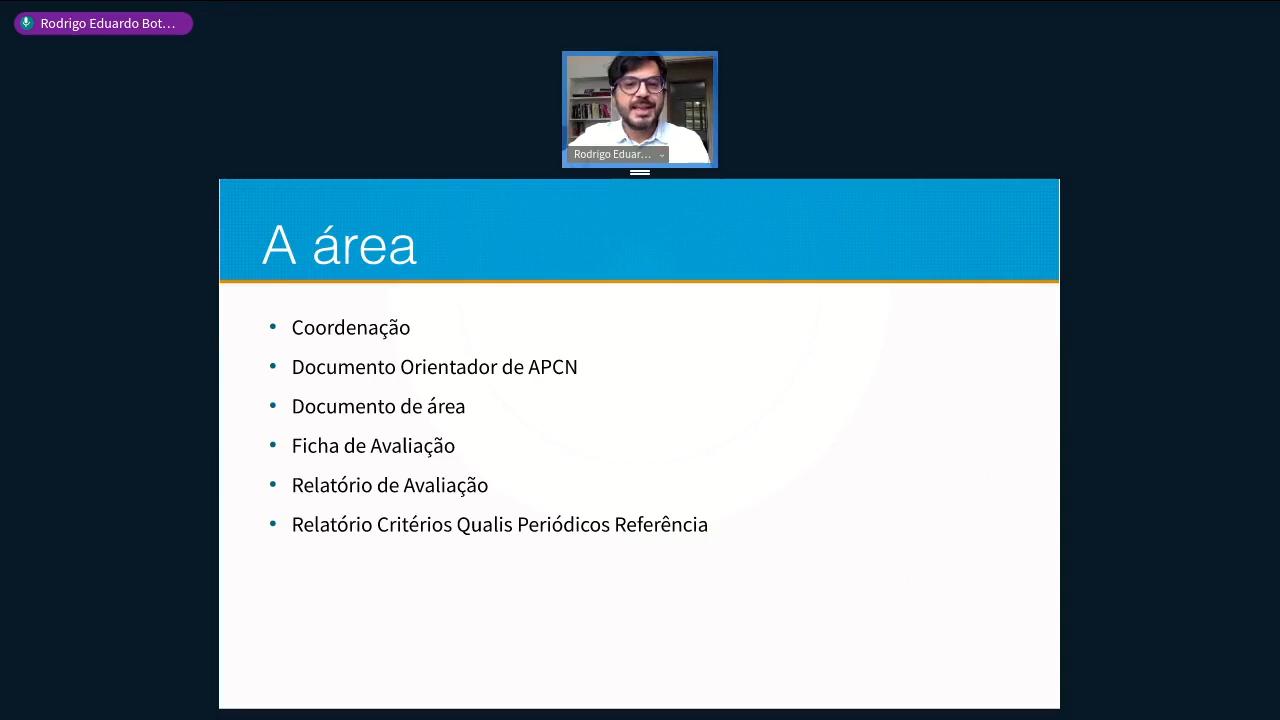 Rodrigo Eduardo Bot...
Rodrigo Eduar...
A área
Coordenação
Documento Orientador de APCN
Documento de área
Ficha de Avaliação
Relatório de Avaliação
Relatório Critérios Qualis Periódicos Referência